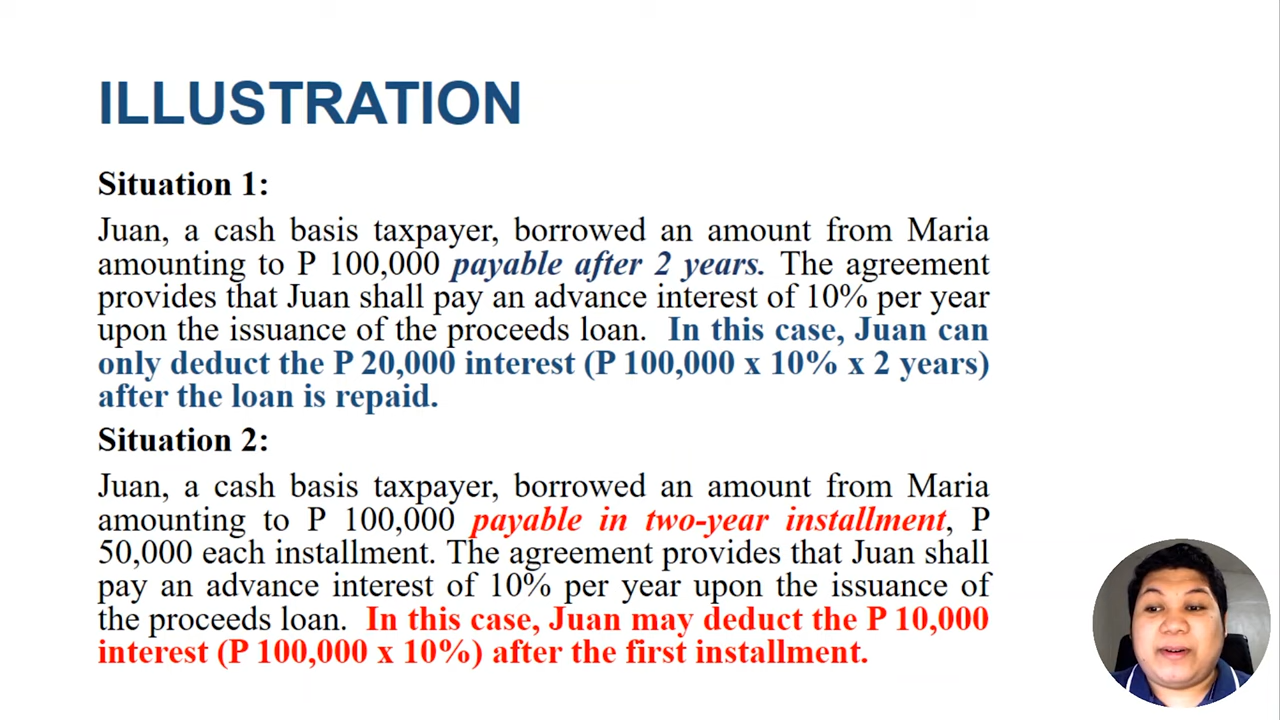 ILLUSTRATION
Situation 1:
Juan, a cash basis taxpayer, borrowed an amount from Maria
amounting to P 100,000 payable after 2 years. The agreement
provides that Juan shall pay an advance interest of 10% per year
upon the issuance of the proceeds loan. In this case, Juan can
only deduct the P 20,000 interest (P 100,000 x 10% x 2 years)
after the loan is repaid.
Situation 2:
Juan, a cash basis taxpayer, borrowed an amount from Maria
amounting to P 100,000 payable in two-year installment, P
50,000 each installment. The agreement provides that Juan shall
pay an advance interest of 10% per year upon the issuance of
the proceeds loan. In this case, Juan may deduct the P 10,000
interest (P 100,000 x 10%) after the first installment.